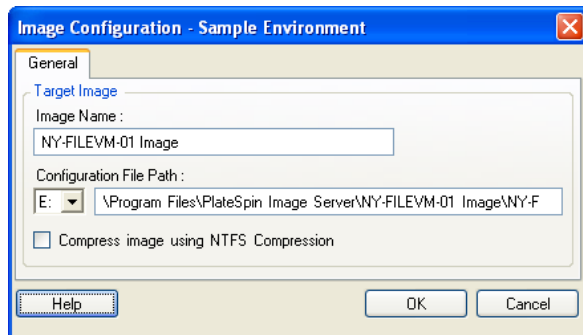 Image Configuration - Sample Environment
General
Target Image
Image Name :
NY-FILEVM-01 Image
Configuration File Path :
E: \Program Files\PlateSpin Image Server\NY-FILEVM-01 Image\NY-F
Compress image using NTFS Compression
Help OK Cancel